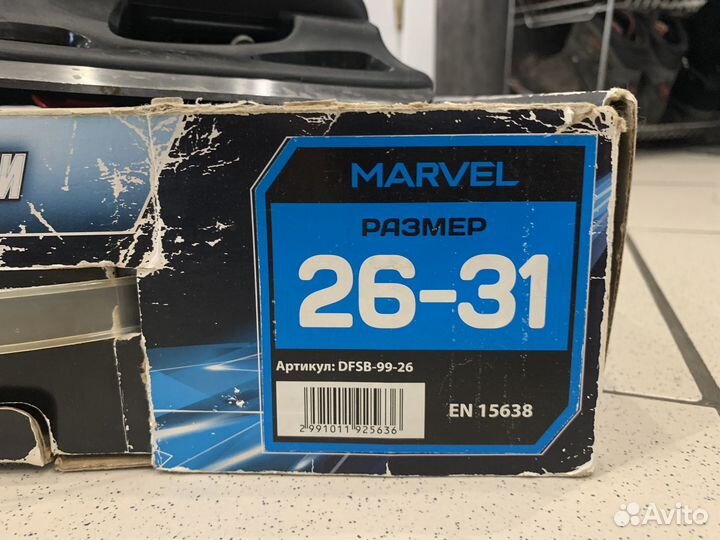 И
MARVEL
РАЗМЕР
26-31
Артикул: DFSB-99-26
2 991011 925636
EN 15638
Avito